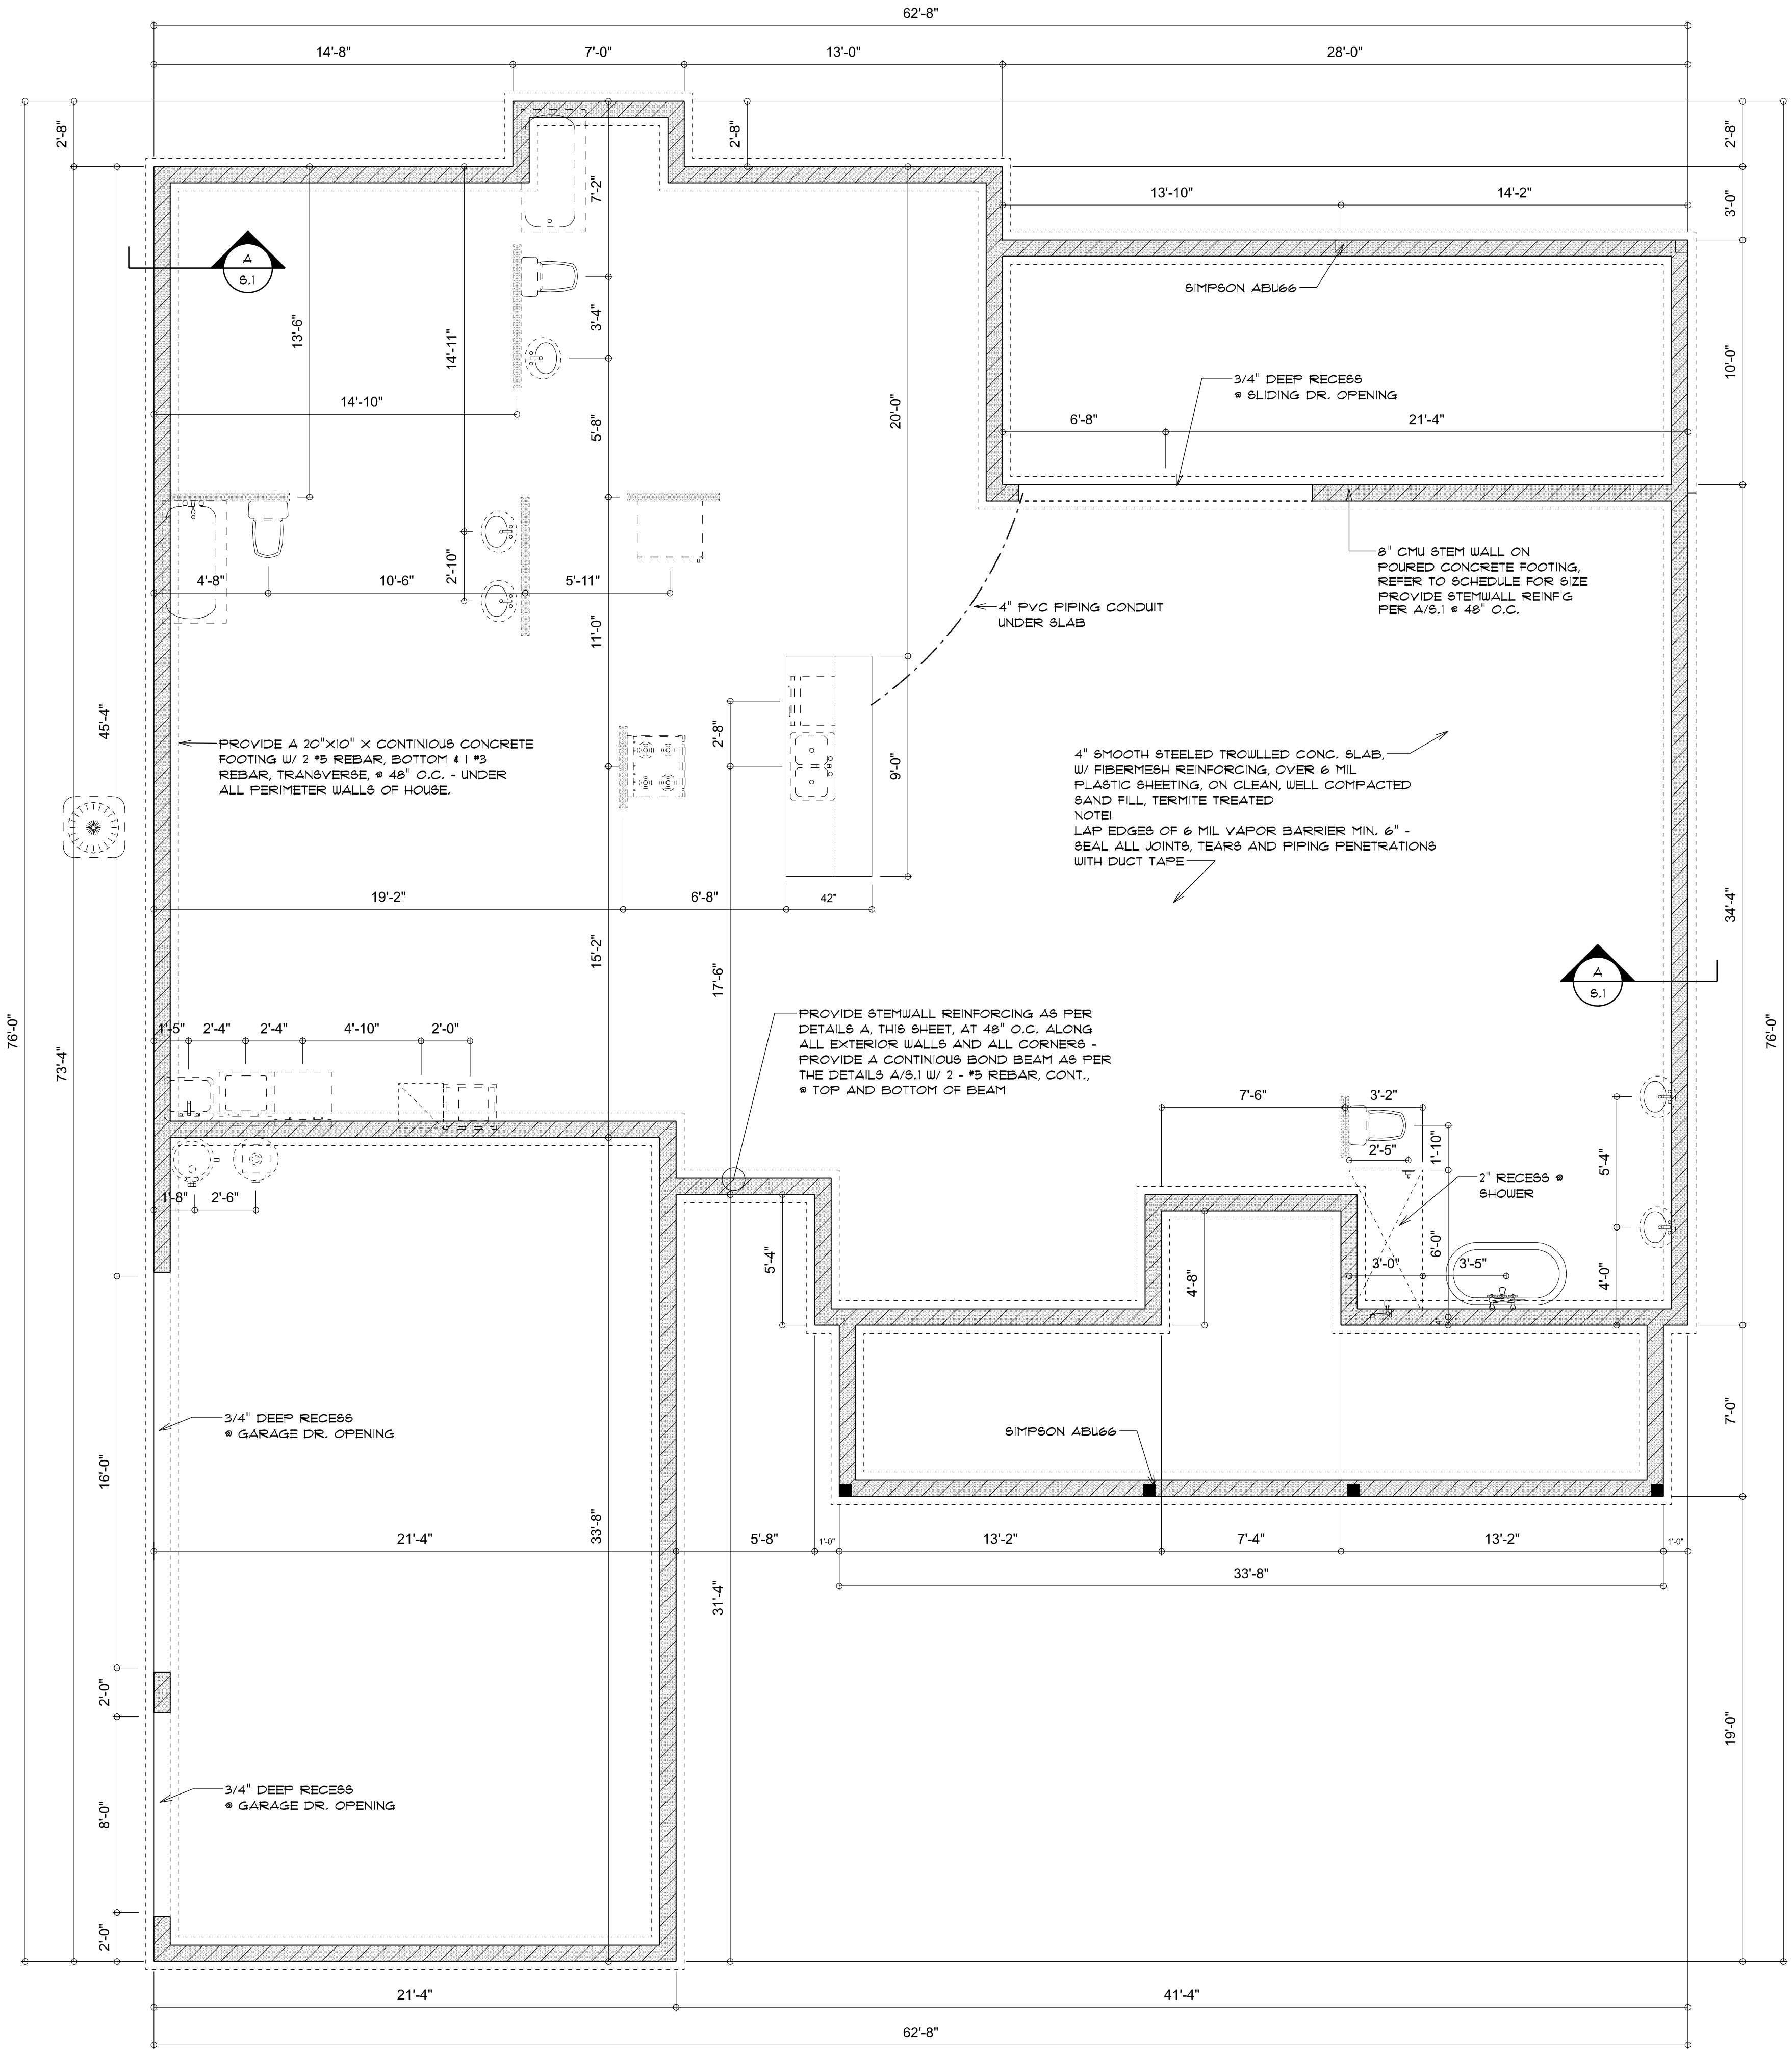 62'-8"
14'-8"
7'-0"
13'-0"
28'-0"
2'-8"
2'-8"
2'-8"
7'-2"
13'-10"
14'-2"
3'-0"
A
S.1
SIMPSON ABU66
13'-6"
14'-11"
3'-4"
10'-0"
3/4" DEEP RECESS
@ SLIDING DR. OPENING
14'-10"
5'-8"
20'-0"
6'-8"
21'-4"
8" CMU STEM WALL ON
POURED CONCRETE FOOTING,
REFER TO SCHEDULE FOR SIZE
PROVIDE STEMWALL REINF'G
PER A/S.1 @ 48" O.C.
4'-8"
10'-6"
2'-10"
5'-11"
11'-0"
4" PVC PIPING CONDUIT
UNDER SLAB
45'-4"
PROVIDE A 20"X10" X CONTINIOUS CONCRETE
FOOTING W/ 2 #5 REBAR, BOTTOM & 1 #3
REBAR, TRANSVERSE, @ 48" O.C. - UNDER
ALL PERIMETER WALLS OF HOUSE.
2'-8"
9'-0"
4" SMOOTH STEELED TROWLLED CONC. SLAB,
W/ FIBERMESH REINFORCING, OVER 6 MIL
PLASTIC SHEETING, ON CLEAN, WELL COMPACTED
SAND FILL, TERMITE TREATED
NOTE!
LAP EDGES OF 6 MIL VAPOR BARRIER MIN. 6" -
SEAL ALL JOINTS, TEARS AND PIPING PENETRATIONS
WITH DUCT TAPE
19'-2"
6'-8"
42"
34'-4"
15'-2"
17'-6"
A
S.1
76'-0"
73'-4"
76'-0"
1'-5"
2'-4"
2'-4"
4'-10"
2'-0"
PROVIDE STEMWALL REINFORCING AS PER
DETAILS A, THIS SHEET, AT 48" O.C. ALONG
ALL EXTERIOR WALLS AND ALL CORNERS -
PROVIDE A CONTINIOUS BOND BEAM AS PER
THE DETAILS A/S.1 W/ 2 - #5 REBAR, CONT.,
@ TOP AND BOTTOM OF BEAM
7'-6"
3'-2"
2'-5"
1'-10"
5'-4"
2" RECESS @
SHOWER
1'-8"
2'-6"
5'-4"
4'-8"
6'-0"
3'-0"
3'-5"
4'-0"
4"
3/4" DEEP RECESS
@ GARAGE DR. OPENING
SIMPSON ABU66
7'-0"
16'-0"
21'-4"
33'-8"
5'-8"
1'-0"
13'-2"
7'-4"
13'-2"
1'-0"
33'-8"
31'-4"
2'-0"
19'-0"
3/4" DEEP RECESS
@ GARAGE DR. OPENING
8'-0"
2'-0"
21'-4"
41'-4"
62'-8"